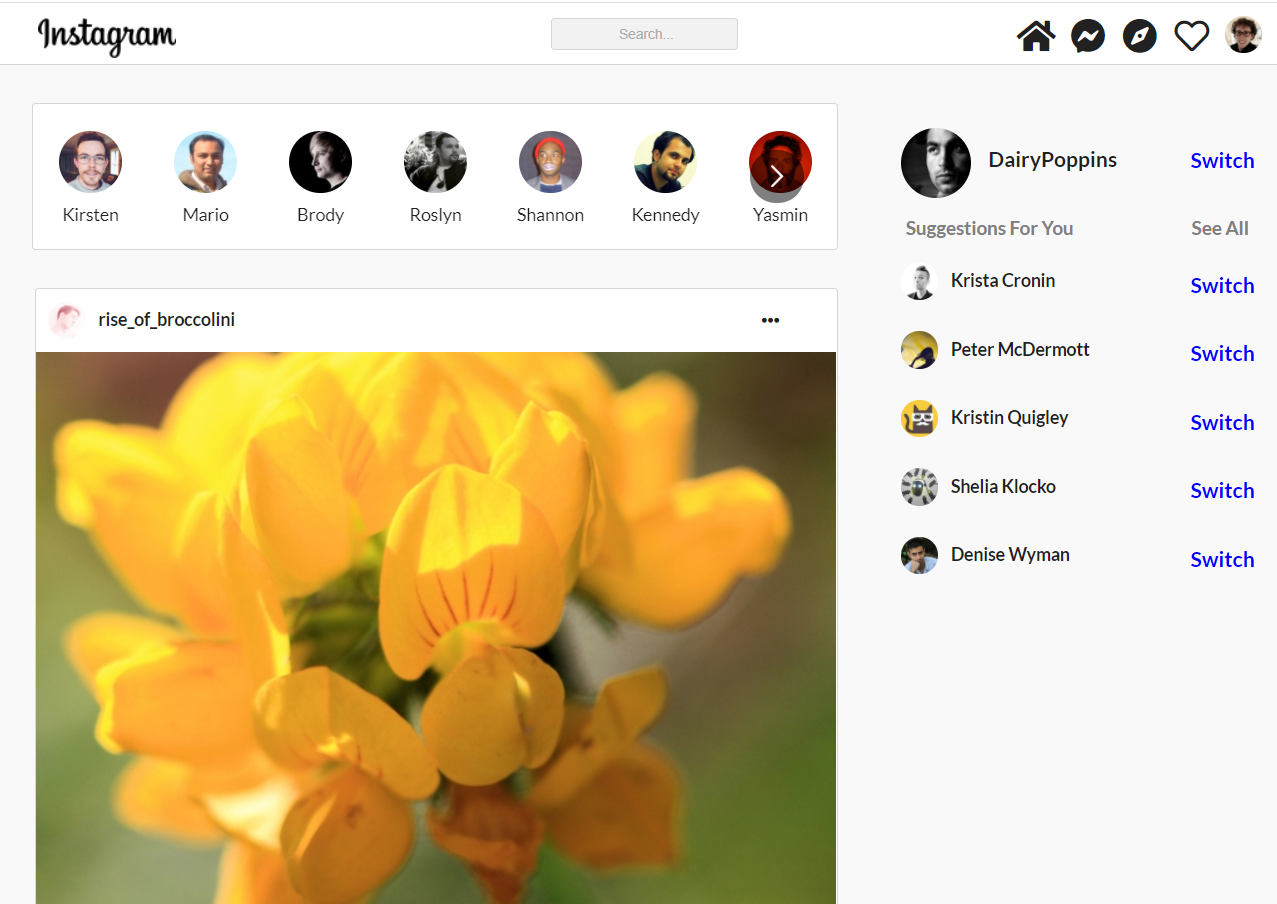 Instagram
Search...
Kirsten
Mario
Brody
Roslyn
Shannon
Kennedy
Yasmin
rise_of_broccolini
DairyPoppins
Switch
Suggestions For You
See All
Krista Cronin
Switch
Peter McDermott
Switch
Kristin Quigley
Switch
Shelia Klocko
Switch
Denise Wyman
Switch